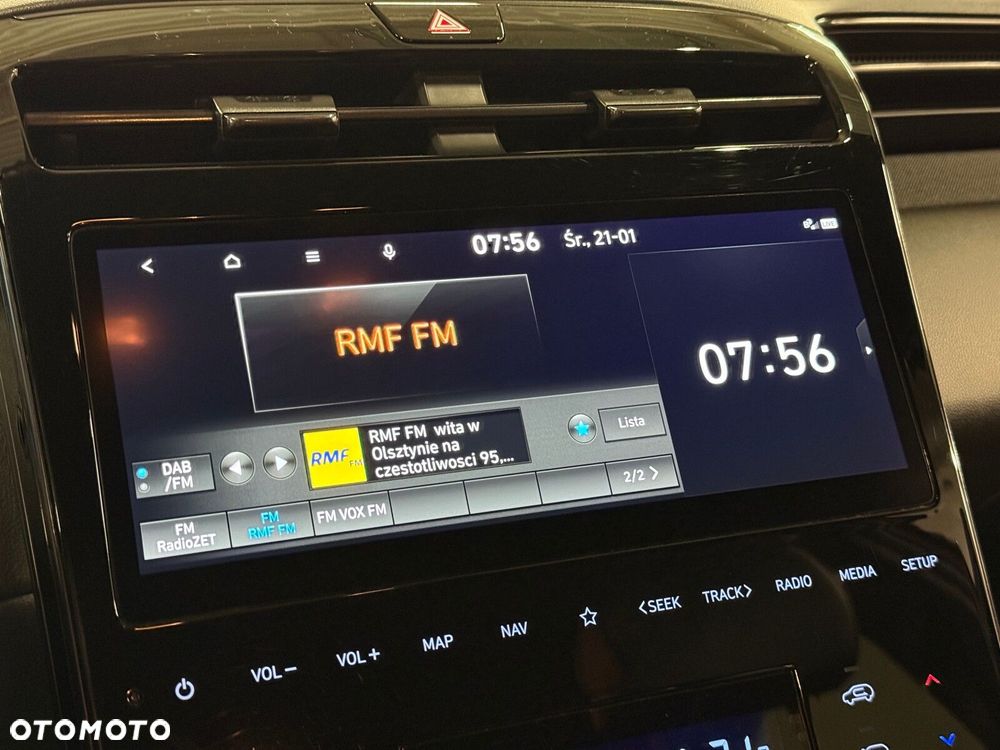 07:56 Śr., 21-01
LIVE
RMF FM
07:56
RMF FM wita w
Olsztynie na
czestotliwosci 95,...
RMF FM
Lista
DAB
/FM
2/2
FM
RadioZET
FM
RMF FM
FM VOX FM
VOL−
VOL+
MAP
NAV
SEEK
TRACK
RADIO
MEDIA
SETUP
OTOMOTO